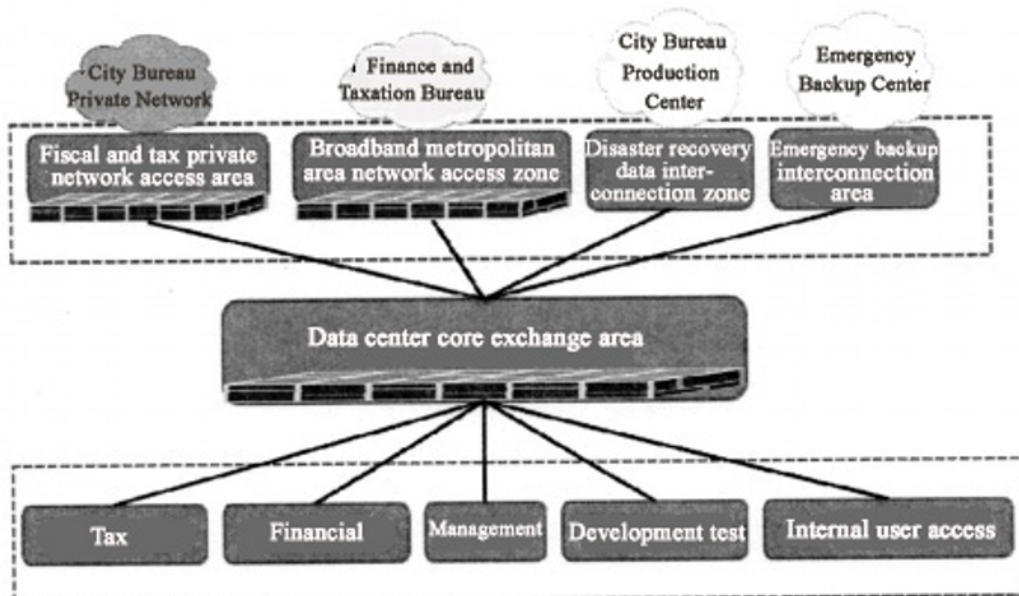 City Bureau
Private Network
Finance and
Taxation Bureau
City Bureau
Production
Center
Emergency
Backup Center
Fiscal and tax private
network access area
Broadband metropolitan
area network access zone
Disaster recovery
data inter-
connection zone
Emergency backup
interconnection
area
Data center core exchange area
Tax
Financial
Management
Development test
Internal user access